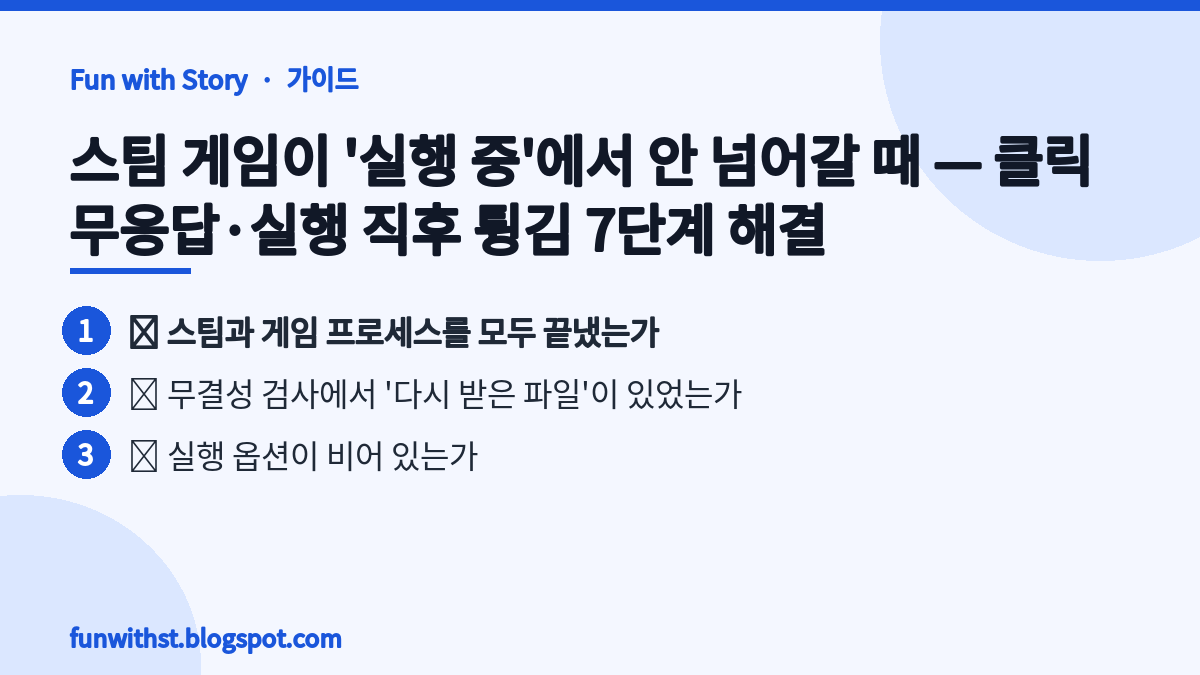 Fun with Story · 가이드
스팀 게임이 '실행 중'에서 안 넘어갈 때 — 클릭
무응답·실행 직후 튕김 7단계 해결
1 스팀과 게임 프로세스를 모두 끝냈는가
2 무결성 검사에서 '다시 받은 파일'이 있었는가
3 실행 옵션이 비어 있는가
funwithst.blogspot.com